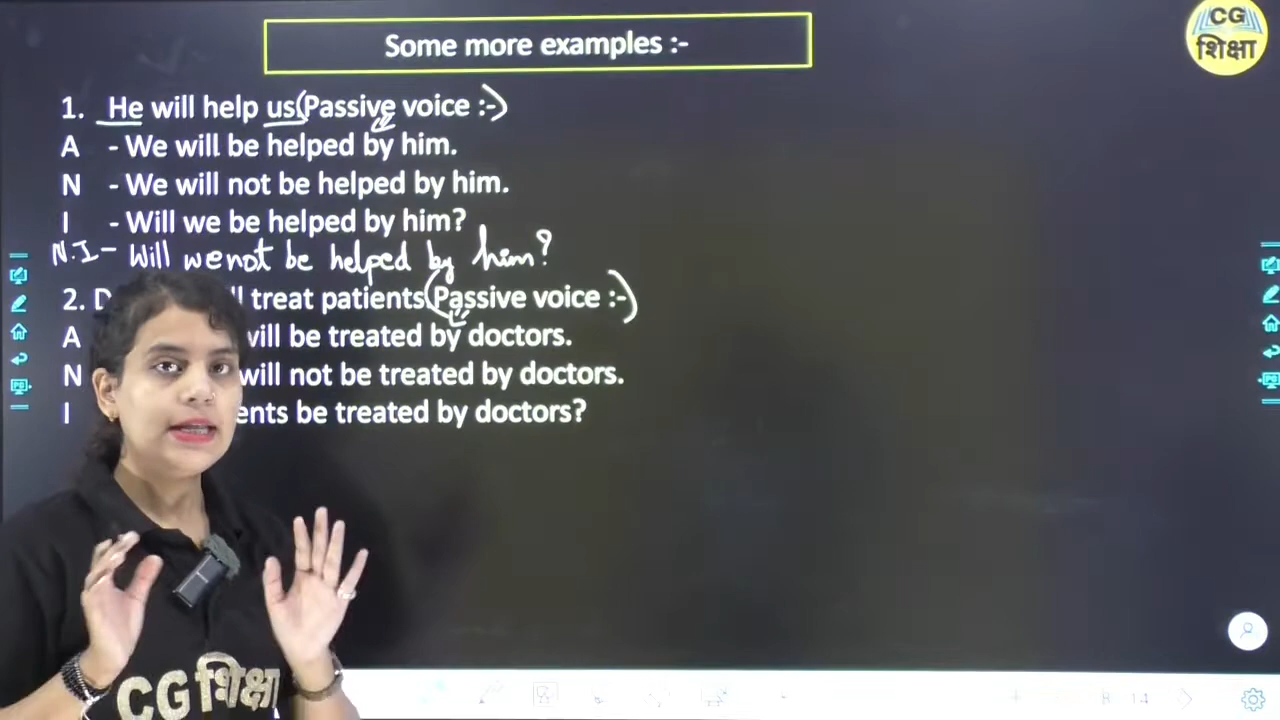 Some more examples :-
CG
शिक्षा
1. He will help us(Passive voice :-)
A - We will be helped by him.
N - We will not be helped by him.
I - Will we be helped by him?
N.I- Will we not be helped by him?
2. D ll treat patients(Passive voice :-)
A will be treated by doctors.
N will not be treated by doctors.
I ents be treated by doctors?
CG शिक्षा
8 14